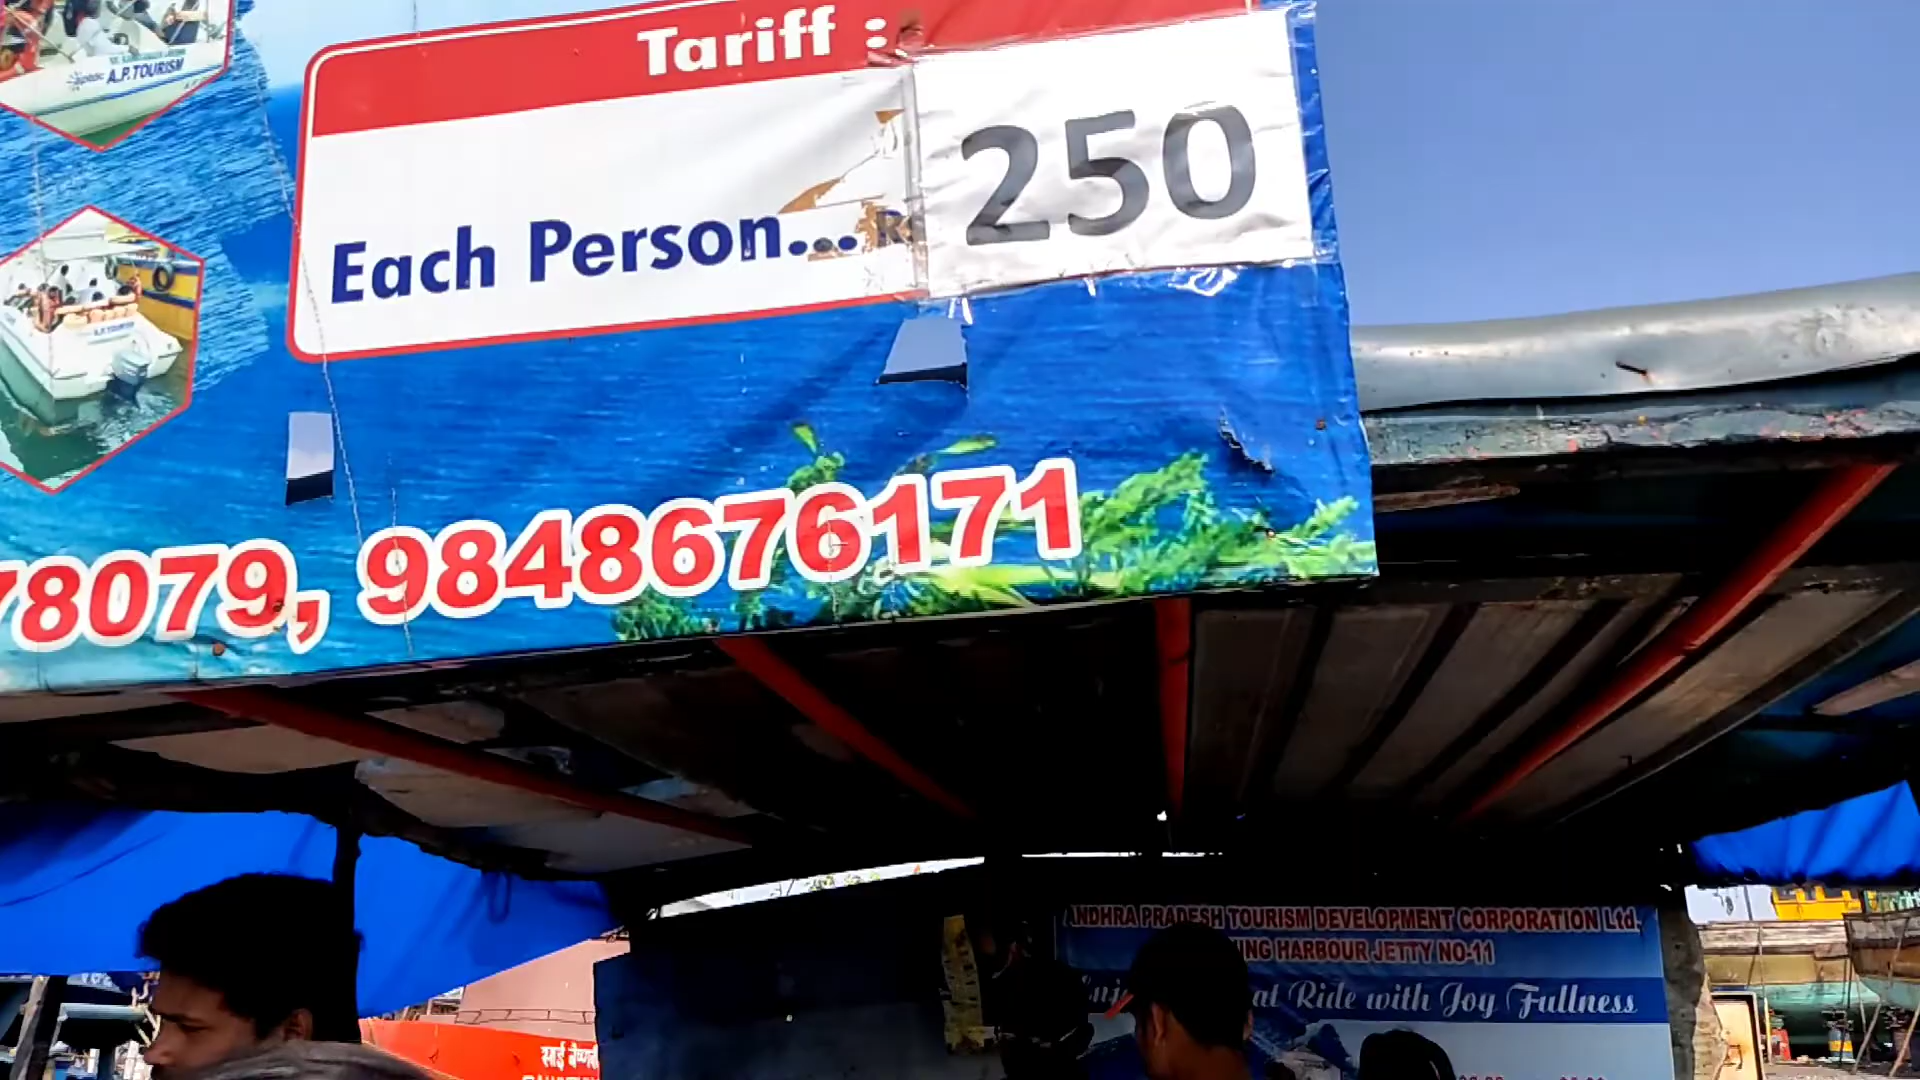 A.P.TOURISM
Tariff :
250
Each Person...
78079, 9848676171
ANDHRA PRADESH TOURISM DEVELOPMENT CORPORATION Ltd.
HARBOUR JETTY NO-11
Ride with Joy Fullness
साई